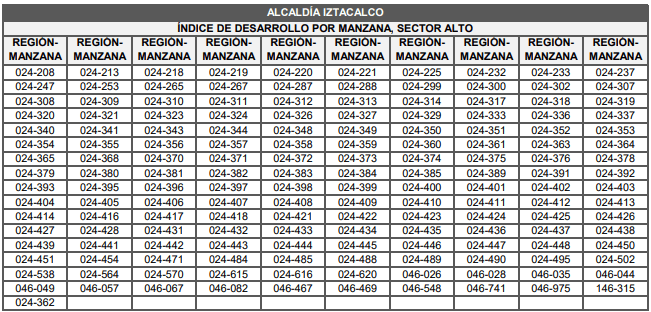 ALCALDÍA IZTACALCO
ÍNDICE DE DESARROLLO POR MANZANA, SECTOR ALTO
REGIÓN-MANZANA REGIÓN-MANZANA REGIÓN-MANZANA REGIÓN-MANZANA REGIÓN-MANZANA REGIÓN-MANZANA REGIÓN-MANZANA REGIÓN-MANZANA REGIÓN-MANZANA REGIÓN-MANZANA
024-208 024-213 024-218 024-219 024-220 024-221 024-225 024-232 024-233 024-237
024-247 024-253 024-265 024-267 024-287 024-288 024-299 024-300 024-302 024-307
024-308 024-309 024-310 024-311 024-312 024-313 024-314 024-317 024-318 024-319
024-320 024-321 024-323 024-324 024-326 024-327 024-329 024-333 024-336 024-337
024-340 024-341 024-343 024-344 024-348 024-349 024-350 024-351 024-352 024-353
024-354 024-355 024-356 024-357 024-358 024-359 024-360 024-361 024-363 024-364
024-365 024-368 024-370 024-371 024-372 024-373 024-374 024-375 024-376 024-378
024-379 024-380 024-381 024-382 024-383 024-384 024-385 024-389 024-391 024-392
024-393 024-395 024-396 024-397 024-398 024-399 024-400 024-401 024-402 024-403
024-404 024-405 024-406 024-407 024-408 024-409 024-410 024-411 024-412 024-413
024-414 024-416 024-417 024-418 024-421 024-422 024-423 024-424 024-425 024-426
024-427 024-428 024-431 024-432 024-433 024-434 024-435 024-436 024-437 024-438
024-439 024-441 024-442 024-443 024-444 024-445 024-446 024-447 024-448 024-450
024-451 024-454 024-471 024-484 024-485 024-488 024-489 024-490 024-495 024-502
024-538 024-564 024-570 024-615 024-616 024-620 046-026 046-028 046-035 046-044
046-049 046-057 046-067 046-082 046-467 046-469 046-548 046-741 046-975 146-315
024-362